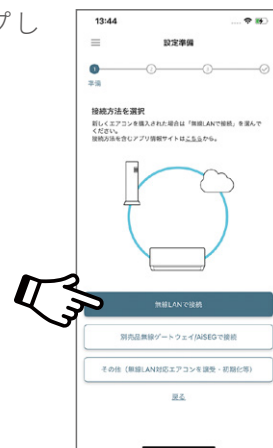 プし
13:44
設定準備
1
2
3
準備
接続方法を選択
新しくエアコンを購入された場合は「無線LANで接続」を選んで
ください。
接続方法を含むアプリ情報サイトはこちらから。
無線LANで接続
別売品無線ゲートウェイ/AiSEGで接続
その他（無線LAN対応エアコンを譲受・初期化等）
戻る